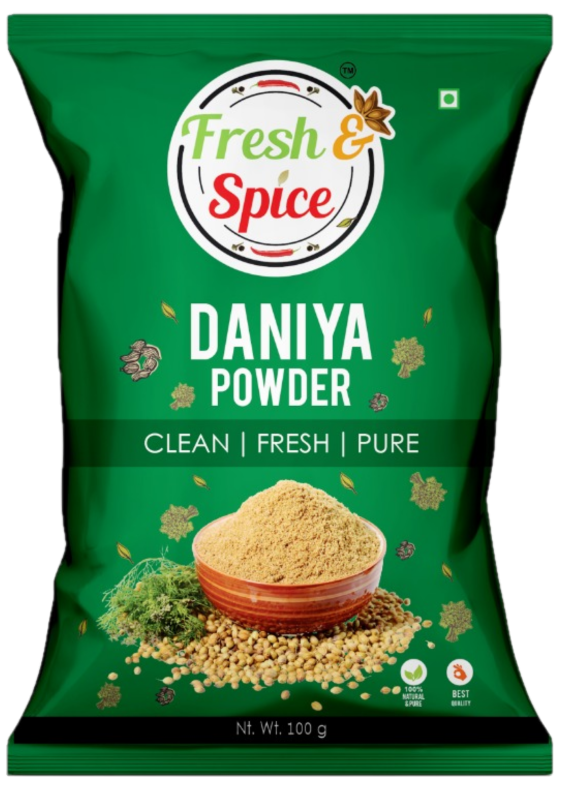 TM
Fresh &
Spice
DANIYA
POWDER
CLEAN | FRESH | PURE
100%
NATURAL
& PURE
BEST
QUALITY
Nt. Wt. 100 g